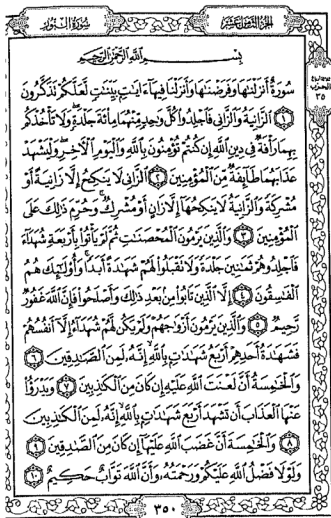 الجزء الثامن عشر
سورة النور
الحزب
٣٥
بِسْمِ اللَّهِ الرَّحْمَٰنِ الرَّحِيمِ
سُورَةٌ أَنزَلْنَاهَا وَفَرَضْنَاهَا وَأَنزَلْنَا فِيهَا آيَاتٍ بَيِّنَاتٍ لَّعَلَّكُمْ تَذَكَّرُونَ
١ الزَّانِيَةُ وَالزَّانِي فَاجْلِدُوا كُلَّ وَاحِدٍ مِّنْهُمَا مِائَةَ جَلْدَةٍ وَلَا تَأْخُذْكُم
بِهِمَا رَأْفَةٌ فِي دِينِ اللَّهِ إِن كُنتُمْ تُؤْمِنُونَ بِاللَّهِ وَالْيَوْمِ الْآخِرِ وَلْيَشْهَدْ
عَذَابَهُمَا طَائِفَةٌ مِّنَ الْمُؤْمِنِينَ ٢ الزَّانِي لَا يَنكِحُ إِلَّا زَانِيَةً أَوْ
مُشْرِكَةً وَالزَّانِيَةُ لَا يَنكِحُهَا إِلَّا زَانٍ أَوْ مُشْرِكٌ وَحُرِّمَ ذَٰلِكَ عَلَى
الْمُؤْمِنِينَ ٣ وَالَّذِينَ يَرْمُونَ الْمُحْصَنَاتِ ثُمَّ لَمْ يَأْتُوا بِأَرْبَعَةِ شُهَدَاءَ
فَاجْلِدُوهُمْ ثَمَانِينَ جَلْدَةً وَلَا تَقْبَلُوا لَهُمْ شَهَادَةً أَبَدًا وَأُولَٰئِكَ هُمُ
الْفَاسِقُونَ ٤ إِلَّا الَّذِينَ تَابُوا مِن بَعْدِ ذَٰلِكَ وَأَصْلَحُوا فَإِنَّ اللَّهَ غَفُورٌ
رَّحِيمٌ ٥ وَالَّذِينَ يَرْمُونَ أَزْوَاجَهُمْ وَلَمْ يَكُن لَّهُمْ شُهَدَاءُ إِلَّا أَنفُسُهُمْ
فَشَهَادَةُ أَحَدِهِمْ أَرْبَعُ شَهَادَاتٍ بِاللَّهِ إِنَّهُ لَمِنَ الصَّادِقِينَ ٦
وَالْخَامِسَةُ أَنَّ لَعْنَتَ اللَّهِ عَلَيْهِ إِن كَانَ مِنَ الْكَاذِبِينَ ٧ وَيَدْرَؤُا
عَنْهَا الْعَذَابَ أَن تَشْهَدَ أَرْبَعَ شَهَادَاتٍ بِاللَّهِ إِنَّهُ لَمِنَ الْكَاذِبِينَ
٨ وَالْخَامِسَةَ أَنَّ غَضَبَ اللَّهِ عَلَيْهَا إِن كَانَ مِنَ الصَّادِقِينَ ٩
وَلَوْلَا فَضْلُ اللَّهِ عَلَيْكُمْ وَرَحْمَتُهُ وَأَنَّ اللَّهَ تَوَّابٌ حَكِيمٌ ١٠
٣٥٠